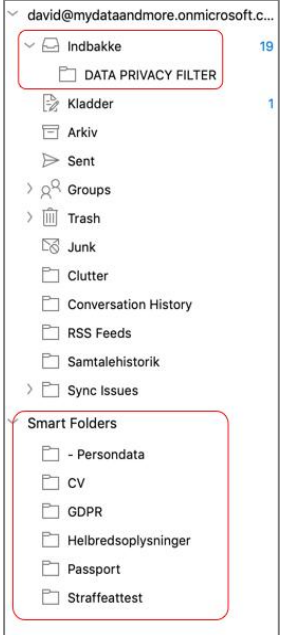 david@mydataandmore.onmicrosoft.c...
Indbakke 19
DATA PRIVACY FILTER
Kladder 1
Arkiv
Sent
Groups
Trash
Junk
Clutter
Conversation History
RSS Feeds
Samtalehistorik
Sync Issues
Smart Folders
- Persondata
CV
GDPR
Helbredsoplysninger
Passport
Straffeattest